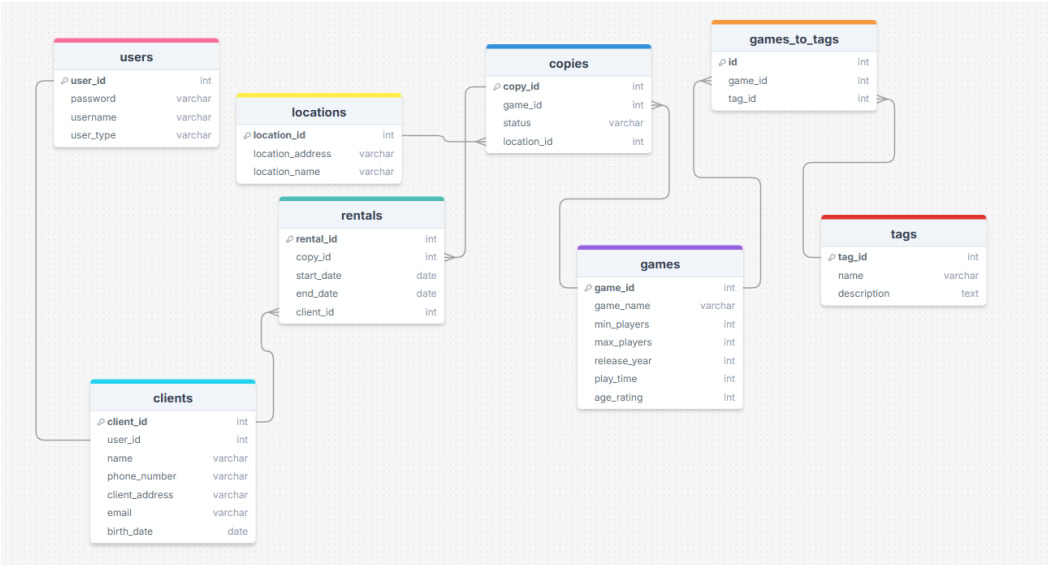 users
user_id int
password varchar
username varchar
user_type varchar
locations
location_id int
location_address varchar
location_name varchar
copies
copy_id int
game_id int
status varchar
location_id int
games_to_tags
id int
game_id int
tag_id int
rentals
rental_id int
copy_id int
start_date date
end_date date
client_id int
games
game_id int
game_name varchar
min_players int
max_players int
release_year int
play_time int
age_rating int
tags
tag_id int
name varchar
description text
clients
client_id int
user_id int
name varchar
phone_number varchar
client_address varchar
email varchar
birth_date date